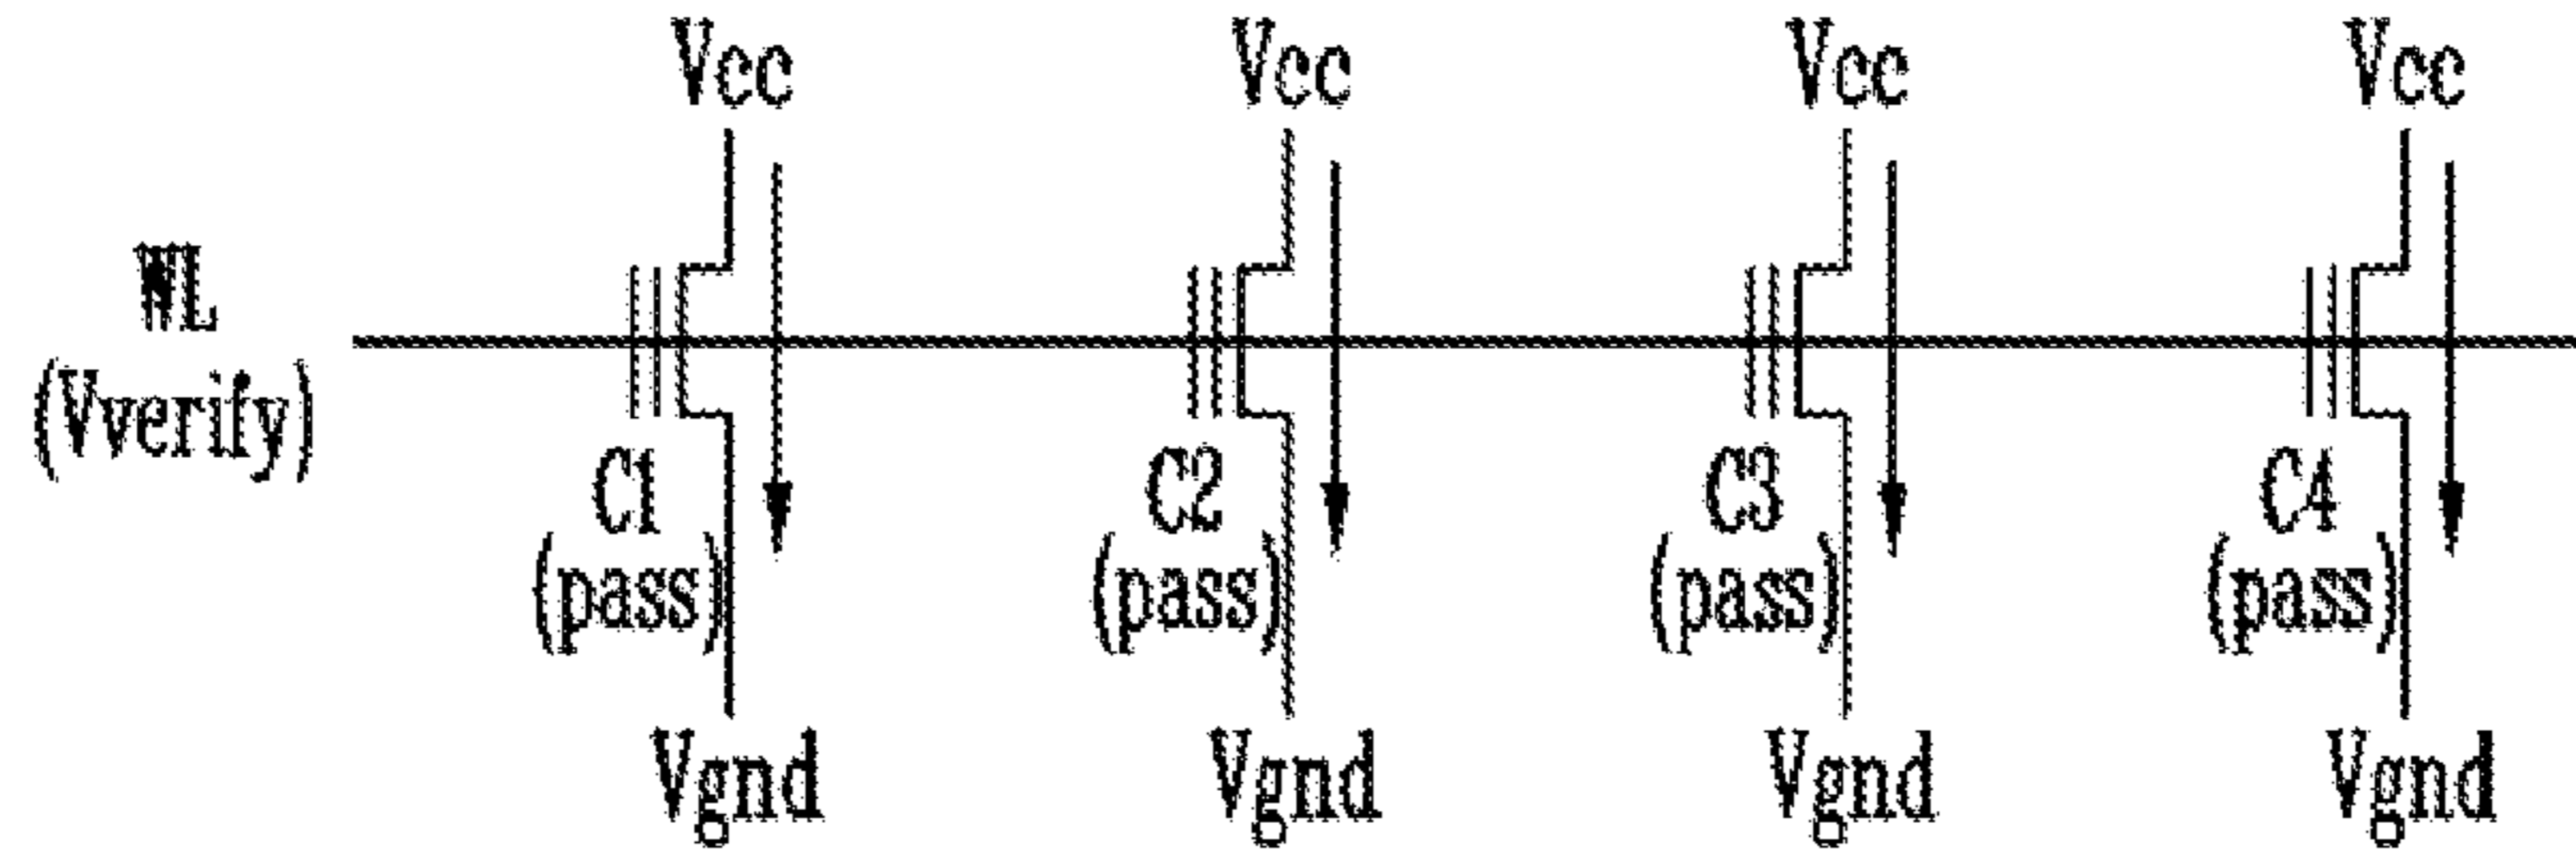 Vcc Vcc Vcc Vcc
WL
(Vverify)
C1 C2 C3 C4
(pass) (pass) (pass) (pass)
Vgnd Vgnd Vgnd Vgnd